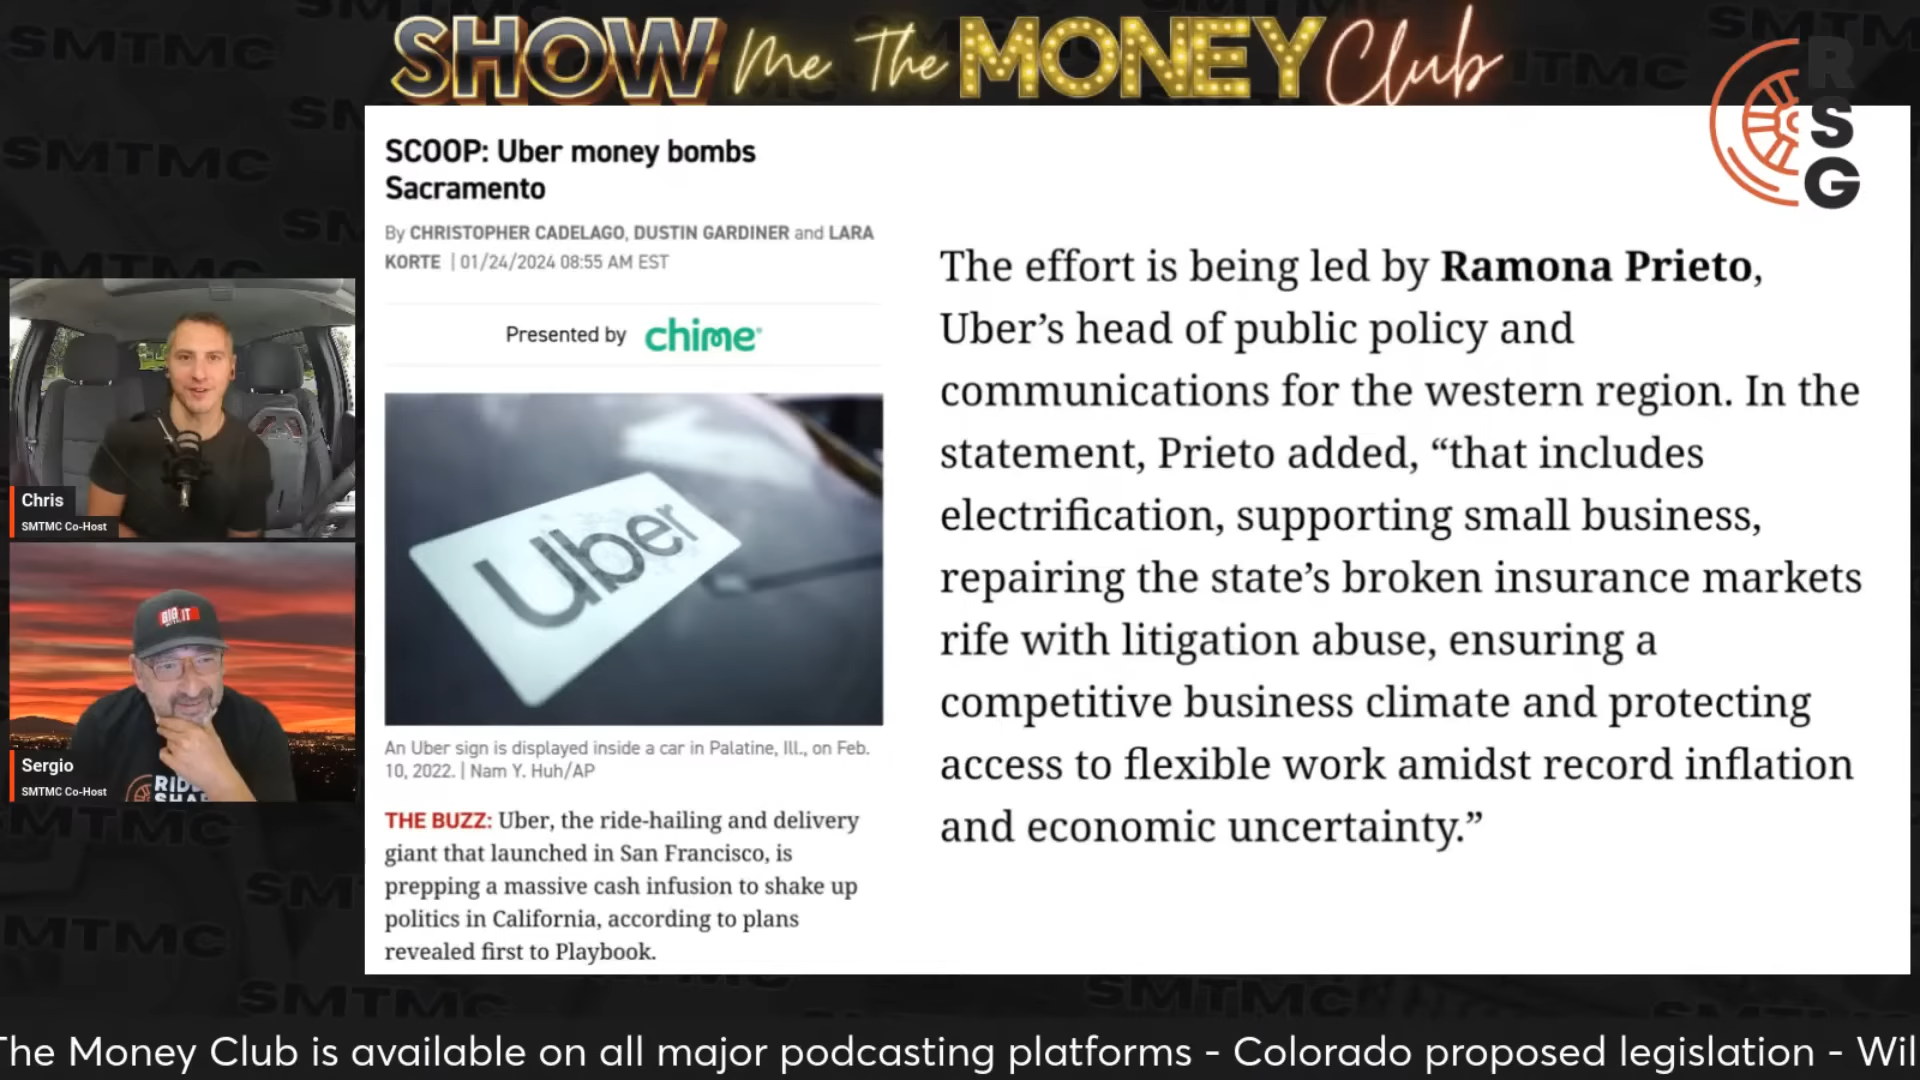 SHOW Me The MONEY Club
R
S
G
SCOOP: Uber money bombs
Sacramento
By CHRISTOPHER CADELAGO, DUSTIN GARDINER and LARA
KORTE | 01/24/2024 08:55 AM EST
Presented by chime
Uber
An Uber sign is displayed inside a car in Palatine, Ill., on Feb.
10, 2022. | Nam Y. Huh/AP
THE BUZZ: Uber, the ride-hailing and delivery
giant that launched in San Francisco, is
prepping a massive cash infusion to shake up
politics in California, according to plans
revealed first to Playbook.
The effort is being led by Ramona Prieto,
Uber’s head of public policy and
communications for the western region. In the
statement, Prieto added, “that includes
electrification, supporting small business,
repairing the state’s broken insurance markets
rife with litigation abuse, ensuring a
competitive business climate and protecting
access to flexible work amidst record inflation
and economic uncertainty.”
Chris
SMTMC Co-Host
Sergio
SMTMC Co-Host
The Money Club is available on all major podcasting platforms - Colorado proposed legislation - Wil
SMTMC
SMTMC
SMTMC
SMTMC
SMTMC
SMTMC